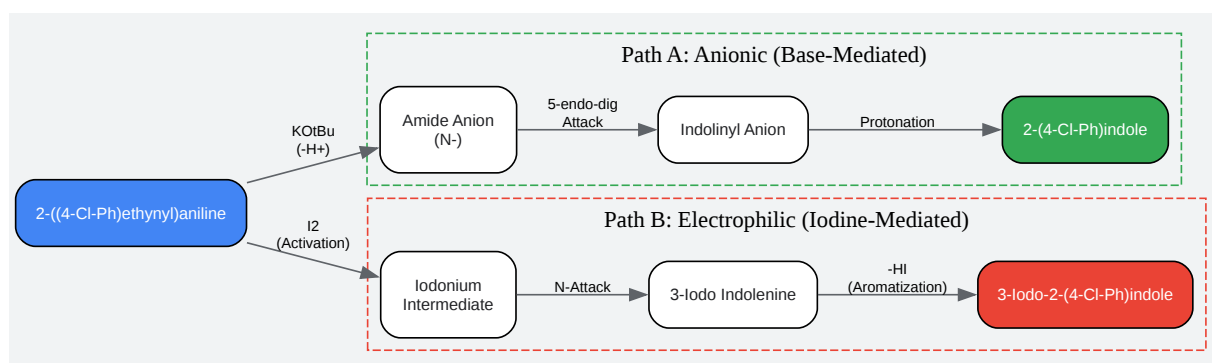 Path A: Anionic (Base-Mediated)
KOtBu
(-H+)
Amide Anion
(N-)
5-endo-dig
Attack
Indolinyl Anion
Protonation
2-(4-Cl-Ph)indole
2-((4-Cl-Ph)ethynyl)aniline
Path B: Electrophilic (Iodine-Mediated)
I2
(Activation)
Iodonium
Intermediate
N-Attack
3-Iodo Indolenine
-HI
(Aromatization)
3-Iodo-2-(4-Cl-Ph)indole